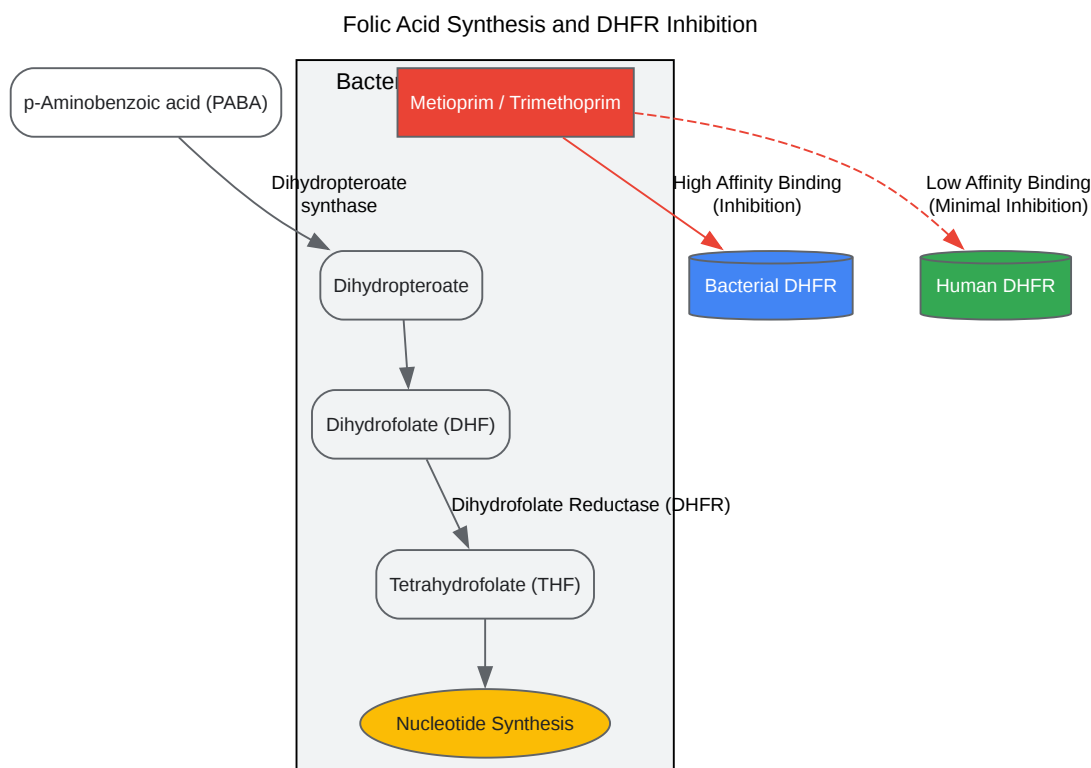 Folic Acid Synthesis and DHFR Inhibition
p-Aminobenzoic acid (PABA)
Metioprim / Trimethoprim
Dihydropteroate
synthase
High Affinity Binding
(Inhibition)
Low Affinity Binding
(Minimal Inhibition)
Dihydropteroate
Bacterial DHFR
Human DHFR
Dihydrofolate (DHF)
Dihydrofolate Reductase (DHFR)
Tetrahydrofolate (THF)
Nucleotide Synthesis